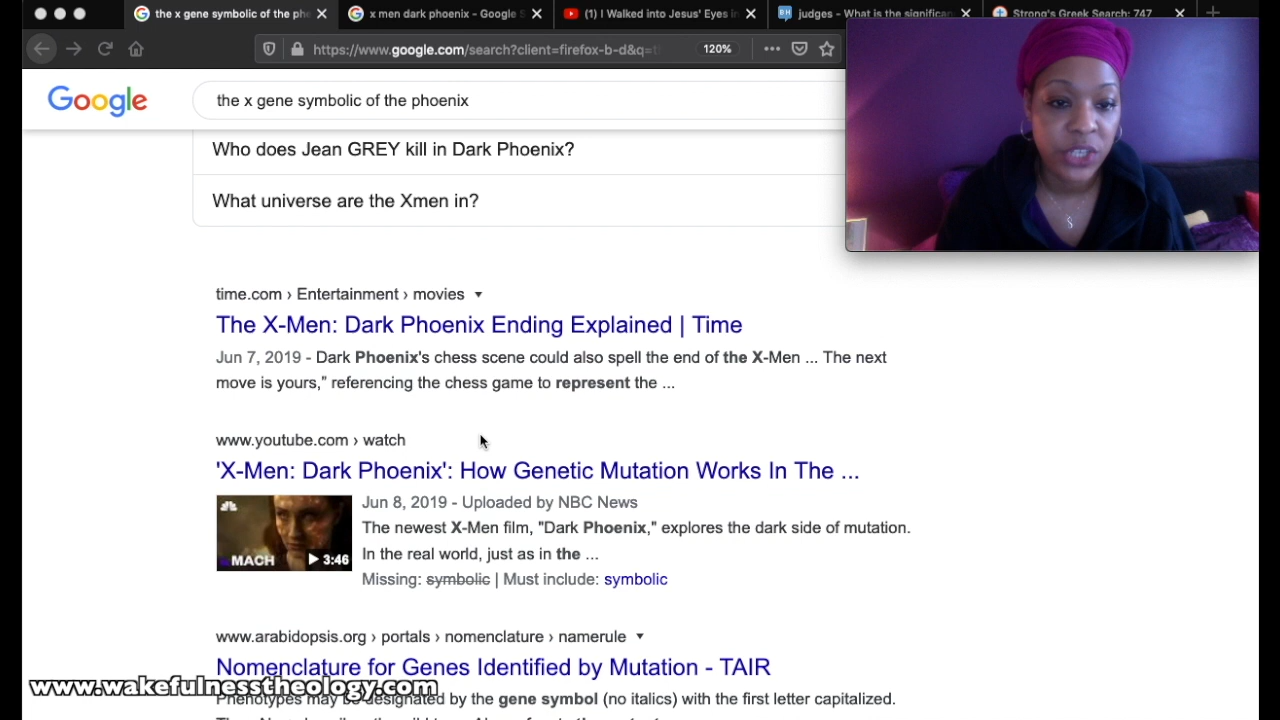 the x gene symbolic of the pho
x men dark phoenix - Google S
(1) I Walked into Jesus' Eyes in
judges - What is the significan
Strong's Greek Search: 747
https://www.google.com/search?client=firefox-b-d&q=t
120%
Google
the x gene symbolic of the phoenix
Who does Jean GREY kill in Dark Phoenix?
What universe are the Xmen in?
time.com › Entertainment › movies
The X-Men: Dark Phoenix Ending Explained | Time
Jun 7, 2019 - Dark Phoenix's chess scene could also spell the end of the X-Men ... The next
move is yours,” referencing the chess game to represent the ...
www.youtube.com › watch
'X-Men: Dark Phoenix': How Genetic Mutation Works In The ...
Jun 8, 2019 - Uploaded by NBC News
The newest X-Men film, "Dark Phoenix," explores the dark side of mutation.
In the real world, just as in the ...
MACH
3:46
Missing: symbolic | Must include: symbolic
www.arabidopsis.org › portals › nomenclature › namerule
Nomenclature for Genes Identified by Mutation - TAIR
www.wakefulnesstheology.com
Phenotypes may be designated by the gene symbol (no italics) with the first letter capitalized.